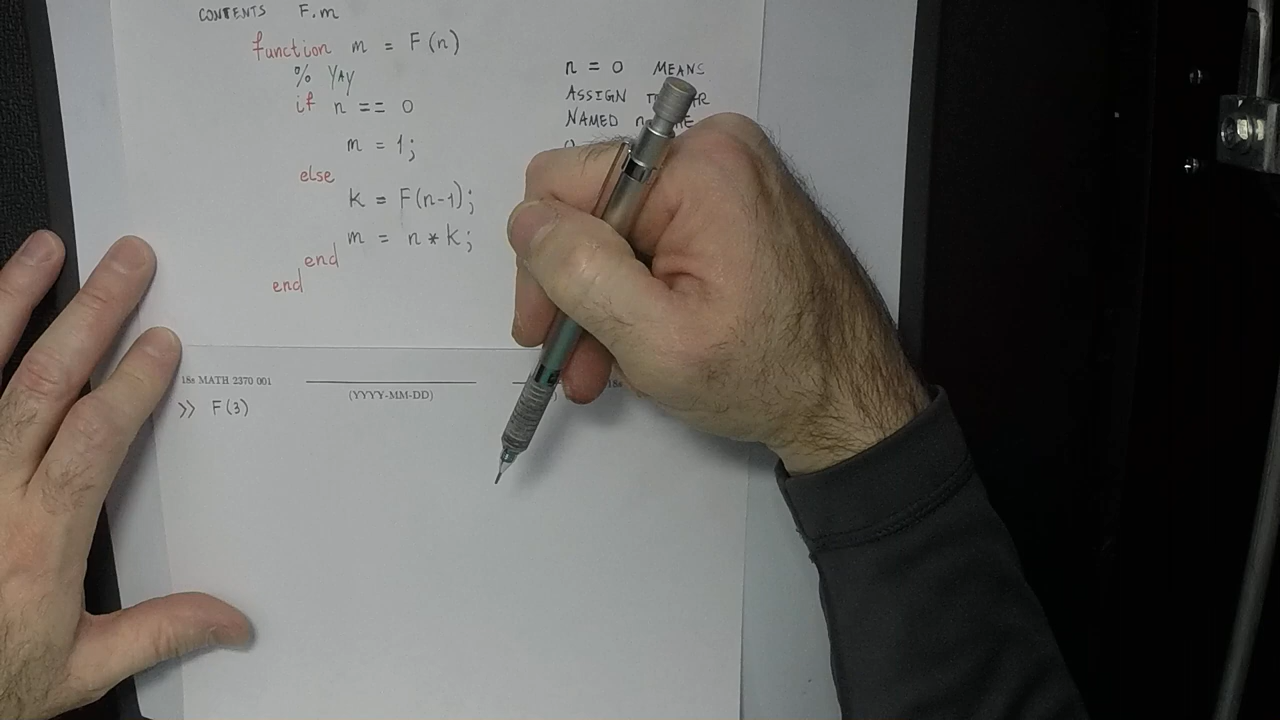 CONTENTS F.m
function m = F(n)
% YAY
if n == 0
m = 1;
else
k = F(n-1);
m = n * k;
end
end
n = 0 MEANS
ASSIGN
NAMED n
18s MATH 2370 001
(YYYY-MM-DD)
>> F(3)